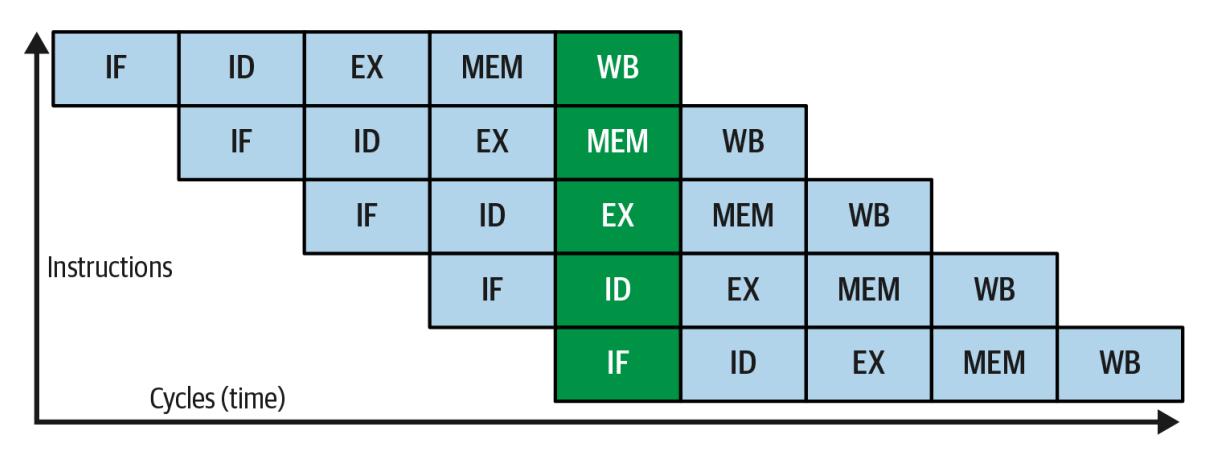 IF ID EX MEM WB
IF ID EX MEM WB
IF ID EX MEM WB
Instructions
IF ID EX MEM WB
IF ID EX MEM WB
Cycles (time)